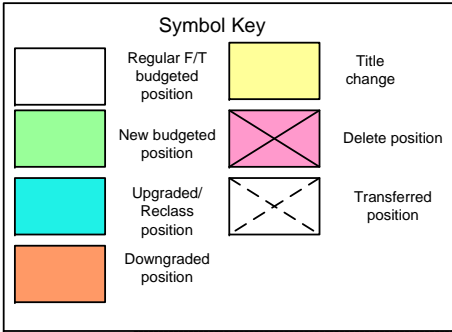 Symbol Key
Regular F/T
budgeted
position
Title
change
New budgeted
position
Delete position
Upgraded/
Reclass
position
Transferred
position
Downgraded
position